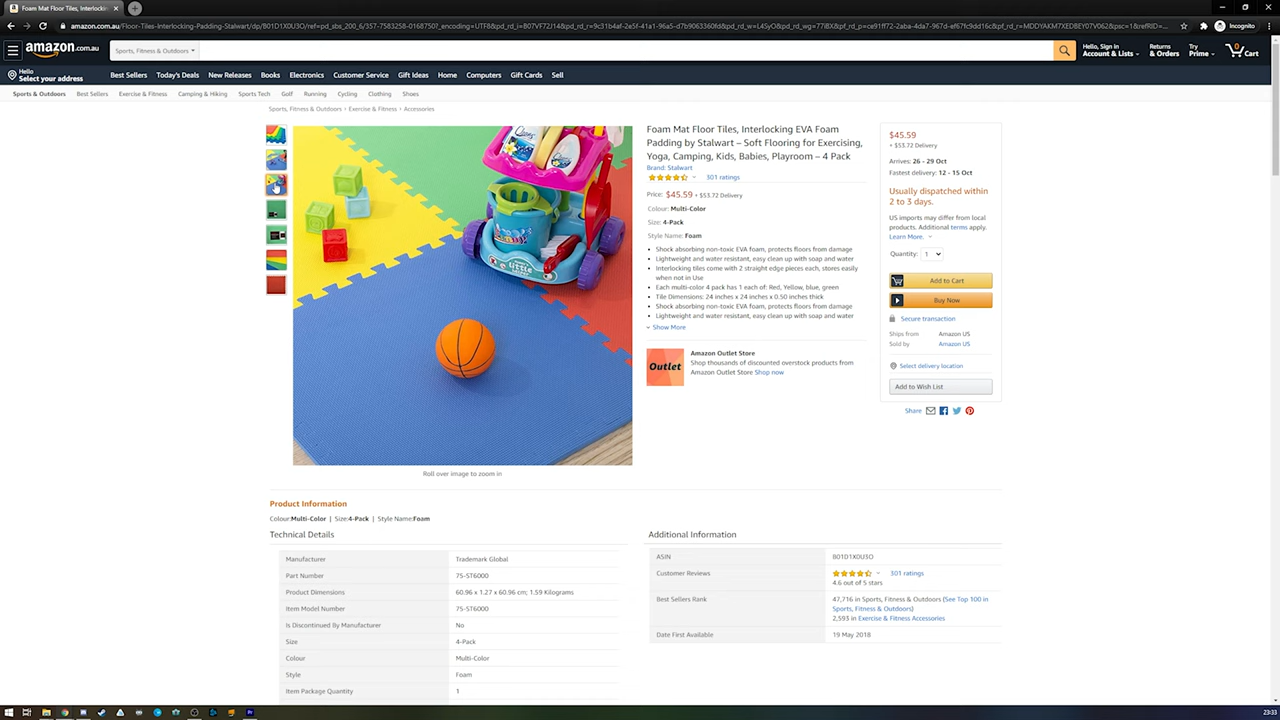 Foam Mat Floor Tiles, Interlockin
Incognito
amazon.com.au
Sports, Fitness & Outdoors
Hello, Sign in
Account & Lists
Returns
& Orders
Try
Prime
0
Cart
Hello
Select your address
Best Sellers Today's Deals New Releases Books Electronics Customer Service Gift Ideas Home Computers Gift Cards Sell
Sports & Outdoors Best Sellers Exercise & Fitness Camping & Hiking Sports Tech Golf Running Cycling Clothing Shoes
Sports, Fitness & Outdoors › Exercise & Fitness › Accessories
Roll over image to zoom in
Foam Mat Floor Tiles, Interlocking EVA Foam
Padding by Stalwart – Soft Flooring for Exercising,
Yoga, Camping, Kids, Babies, Playroom – 4 Pack
Brand: Stalwart
301 ratings
Price: $45.59 + $53.72 Delivery
Colour: Multi-Color
Size: 4-Pack
Style Name: Foam
• Shock absorbing non-toxic EVA foam, protects floors from damage
• Lightweight and water resistant, easy clean up with soap and water
• Interlocking tiles come with 2 straight edge pieces each, stores easily
when not in Use
• Each multi-color 4 pack has 1 each of: Red, Yellow, blue, green
• Tile Dimensions: 24 inches x 24 inches x 0.50 inches thick
• Shock absorbing non-toxic EVA foam, protects floors from damage
• Lightweight and water resistant, easy clean up with soap and water
Show More
Outlet
Amazon Outlet Store
Shop thousands of discounted overstock products from
Amazon Outlet Store Shop now
$45.59
+ $53.72 Delivery
Arrives: 26 - 29 Oct
Fastest delivery: 12 - 15 Oct
Usually dispatched within
2 to 3 days.
US imports may differ from local
products. Additional terms apply.
Learn More.
Quantity: 1
Add to Cart
Buy Now
Secure transaction
Ships from Amazon US
Sold by Amazon US
Select delivery location
Add to Wish List
Share
Product Information
Colour:Multi-Color | Size:4-Pack | Style Name:Foam
Technical Details
Manufacturer Trademark Global
Part Number 75-ST6000
Product Dimensions 60.96 x 1.27 x 60.96 cm; 1.59 Kilograms
Item Model Number 75-ST6000
Is Discontinued By Manufacturer No
Size 4-Pack
Colour Multi-Color
Style Foam
Item Package Quantity 1
Additional Information
ASIN B01D1X0U3O
Customer Reviews 301 ratings
4.6 out of 5 stars
Best Sellers Rank 47,716 in Sports, Fitness & Outdoors (See Top 100 in
Sports, Fitness & Outdoors)
2,593 in Exercise & Fitness Accessories
Date First Available 19 May 2018
23:33